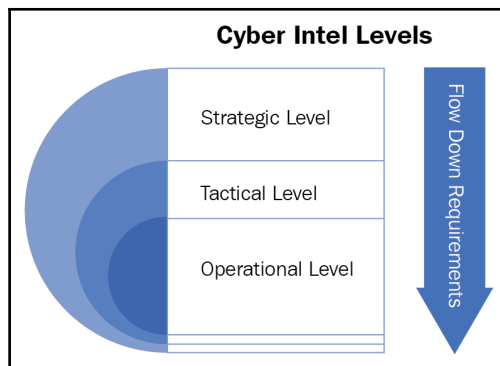 Cyber Intel Levels
Strategic Level
Tactical Level
Operational Level
Flow Down Requirements